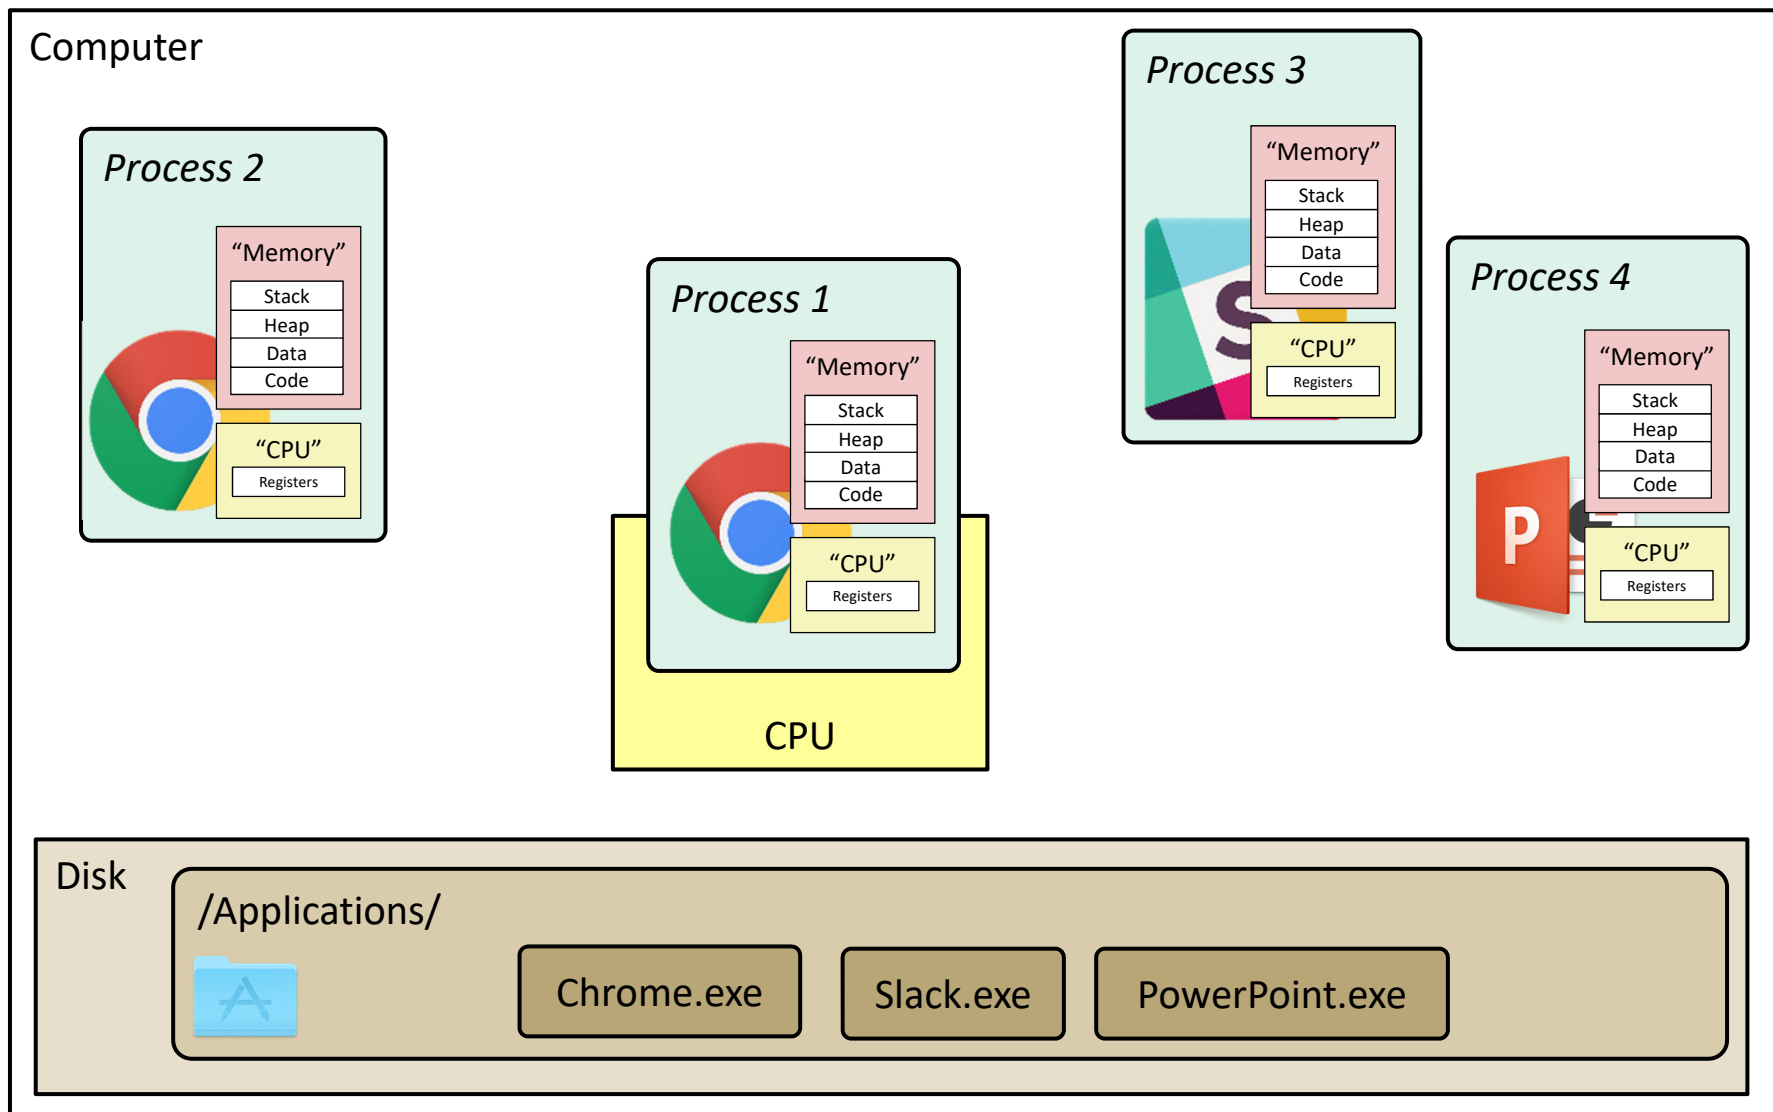 Computer
Process 2
“Memory”
Stack
Heap
Data
Code
“CPU”
Registers
Process 1
“Memory”
Stack
Heap
Data
Code
“CPU”
Registers
CPU
Process 3
“Memory”
Stack
Heap
Data
Code
S
“CPU”
Registers
Process 4
“Memory”
Stack
Heap
Data
Code
P
“CPU”
Registers
Disk
/Applications/
Chrome.exe
Slack.exe
PowerPoint.exe